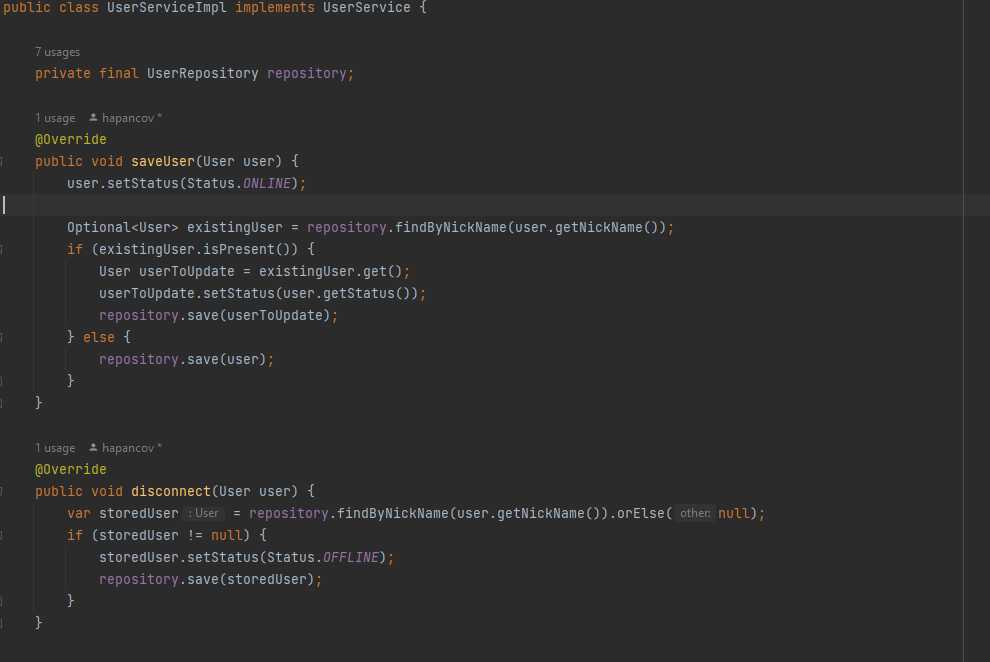 public class UserServiceImpl implements UserService {
7 usages
private final UserRepository repository;
1 usage hapancov *
@Override
public void saveUser(User user) {
user.setStatus(Status.ONLINE);
Optional<User> existingUser = repository.findByNickName(user.getNickName());
if (existingUser.isPresent()) {
User userToUpdate = existingUser.get();
userToUpdate.setStatus(user.getStatus());
repository.save(userToUpdate);
} else {
repository.save(user);
}
}
1 usage hapancov *
@Override
public void disconnect(User user) {
var storedUser : User = repository.findByNickName(user.getNickName()).orElse( other: null);
if (storedUser != null) {
storedUser.setStatus(Status.OFFLINE);
repository.save(storedUser);
}
}